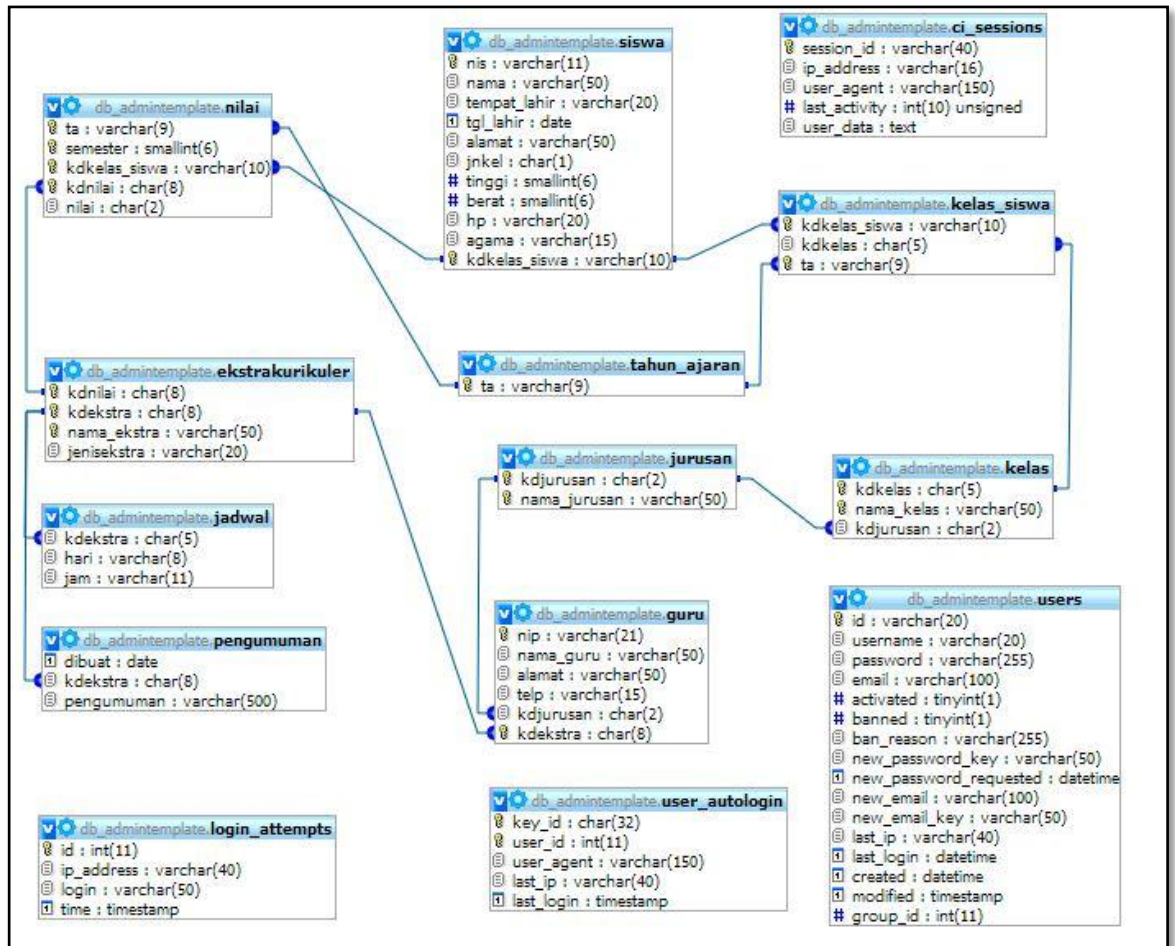 db_admintemplate.siswa
nis : varchar(11)
nama : varchar(50)
tempat_lahir : varchar(20)
tgl_lahir : date
alamat : varchar(50)
jnkel : char(1)
# tinggi : smallint(6)
# berat : smallint(6)
hp : varchar(20)
agama : varchar(15)
kdkelas_siswa : varchar(10)
db_admintemplate.ci_sessions
session_id : varchar(40)
ip_address : varchar(16)
user_agent : varchar(150)
# last_activity : int(10) unsigned
user_data : text
db_admintemplate.nilai
ta : varchar(9)
semester : smallint(6)
kdkelas_siswa : varchar(10)
kdnilai : char(8)
nilai : char(2)
db_admintemplate.kelas_siswa
kdkelas_siswa : varchar(10)
kdkelas : char(5)
ta : varchar(9)
db_admintemplate.ekstrakurikuler
kdnilai : char(8)
kdekstra : char(8)
nama_ekstra : varchar(50)
jenisekstra : varchar(20)
db_admintemplate.tahun_ajaran
ta : varchar(9)
db_admintemplate.jurusan
kdjurusan : char(2)
nama_jurusan : varchar(50)
db_admintemplate.kelas
kdkelas : char(5)
nama_kelas : varchar(50)
kdjurusan : char(2)
db_admintemplate.jadwal
kdekstra : char(5)
hari : varchar(8)
jam : varchar(11)
db_admintemplate.pengumuman
dibuat : date
kdekstra : char(8)
pengumuman : varchar(500)
db_admintemplate.guru
nip : varchar(21)
nama_guru : varchar(50)
alamat : varchar(50)
telp : varchar(15)
kdjurusan : char(2)
kdekstra : char(8)
db_admintemplate.users
id : varchar(20)
username : varchar(20)
password : varchar(255)
email : varchar(100)
# activated : tinyint(1)
# banned : tinyint(1)
ban_reason : varchar(255)
new_password_key : varchar(50)
new_password_requested : datetime
new_email : varchar(100)
new_email_key : varchar(50)
last_ip : varchar(40)
last_login : datetime
created : datetime
modified : timestamp
# group_id : int(11)
db_admintemplate.login_attempts
id : int(11)
ip_address : varchar(40)
login : varchar(50)
time : timestamp
db_admintemplate.user_autologin
key_id : char(32)
user_id : int(11)
user_agent : varchar(150)
last_ip : varchar(40)
last_login : timestamp